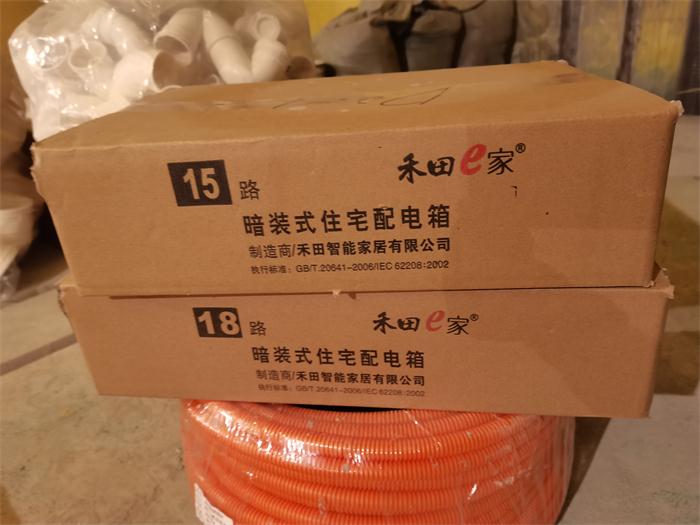 15 路
禾田e家®
暗装式住宅配电箱
制造商/禾田智能家居有限公司
执行标准：GB/T.20641-2006/IEC 62208:2002
18 路
禾田e家®
暗装式住宅配电箱
制造商/禾田智能家居有限公司
执行标准：GB/T.20641-2006/IEC 62208:2002